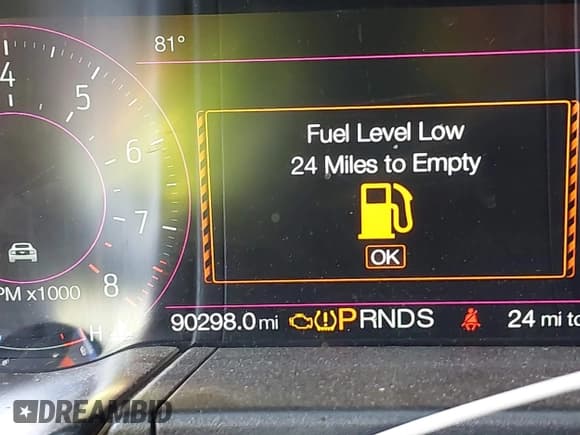 81°
4
5
6
7
8
PM x1000
H
Fuel Level Low
24 Miles to Empty
OK
90298.0 mi
PRNDS
24 mi to
DREAMBID